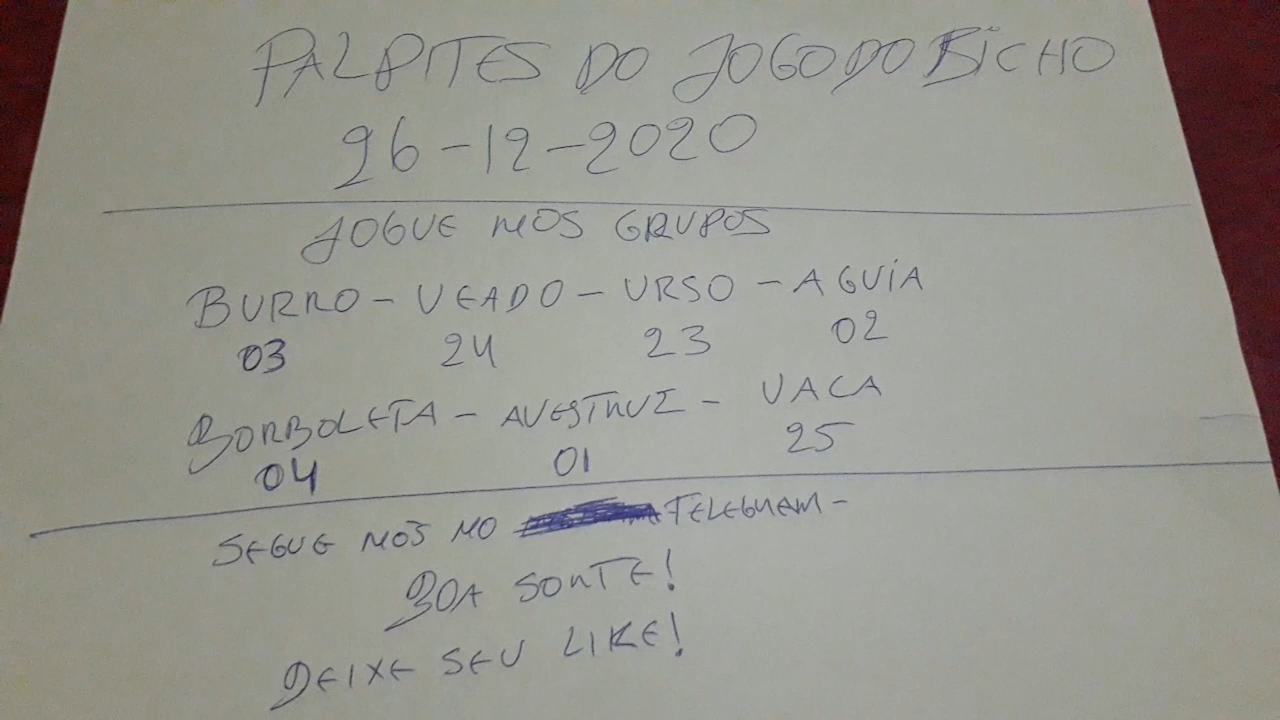 PALPITES DO JOGO DO BICHO
26-12-2020
JOGUE NOS GRUPOS
BURRO - VEADO - URSO - AGUIA
03 24 23 02
BORBOLETA - AVESTRUZ - VACA
04 01 25
SEGUE NOS NO TELEGRAM -
BOA SORTE!
DEIXE SEU LIKE!